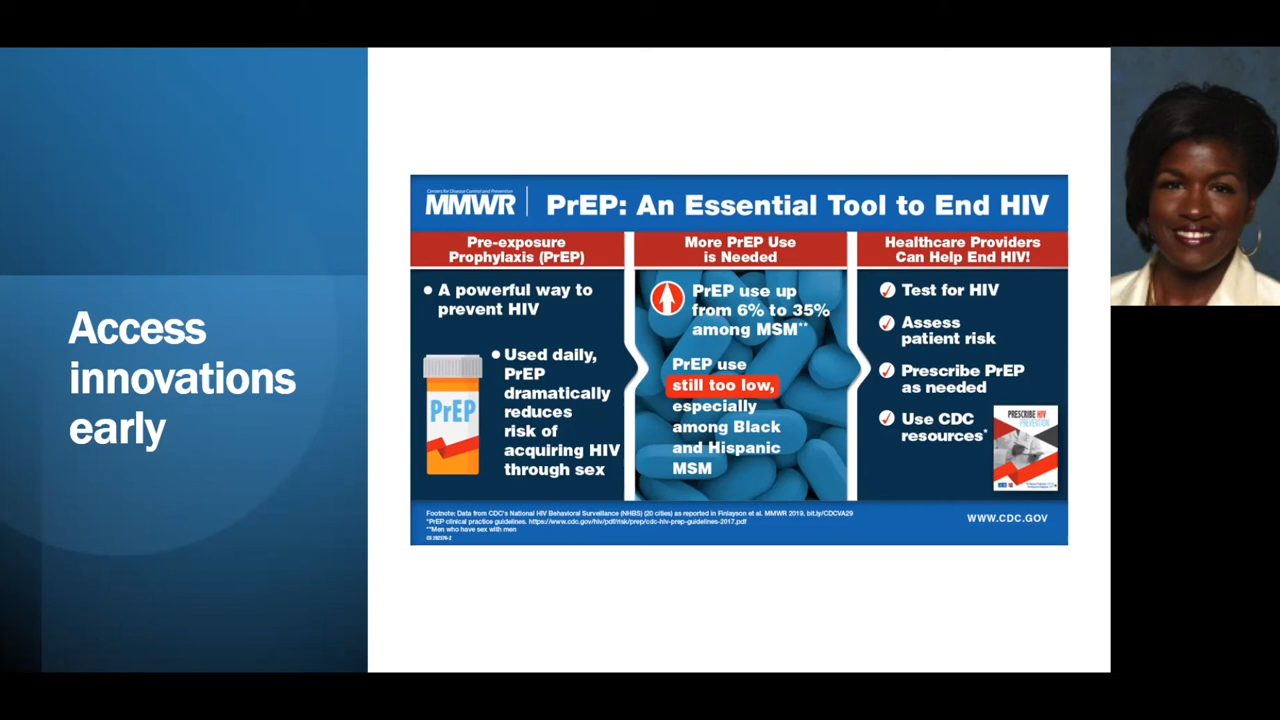 Access
innovations
early
Centers for Disease Control and Prevention
MMWR
PrEP: An Essential Tool to End HIV
Pre-exposure
Prophylaxis (PrEP)
• A powerful way to
prevent HIV
PrEP
• Used daily,
PrEP
dramatically
reduces
risk of
acquiring HIV
through sex
More PrEP Use
is Needed
PrEP use up
from 6% to 35%
among MSM**
PrEP use
still too low,
especially
among Black
and Hispanic
MSM
Healthcare Providers
Can Help End HIV!
Test for HIV
Assess
patient risk
Prescribe PrEP
as needed
Use CDC
resources*
PRESCRIBE HIV
PREVENTION
Footnote: Data from CDC's National HIV Behavioral Surveillance (NHBS) (20 cities) as reported in Finlayson et al. MMWR 2019. bit.ly/CDCVA29
*PrEP clinical practice guidelines. https://www.cdc.gov/hiv/pdf/risk/prep/cdc-hiv-prep-guidelines-2017.pdf
**Men who have sex with men
WWW.CDC.GOV